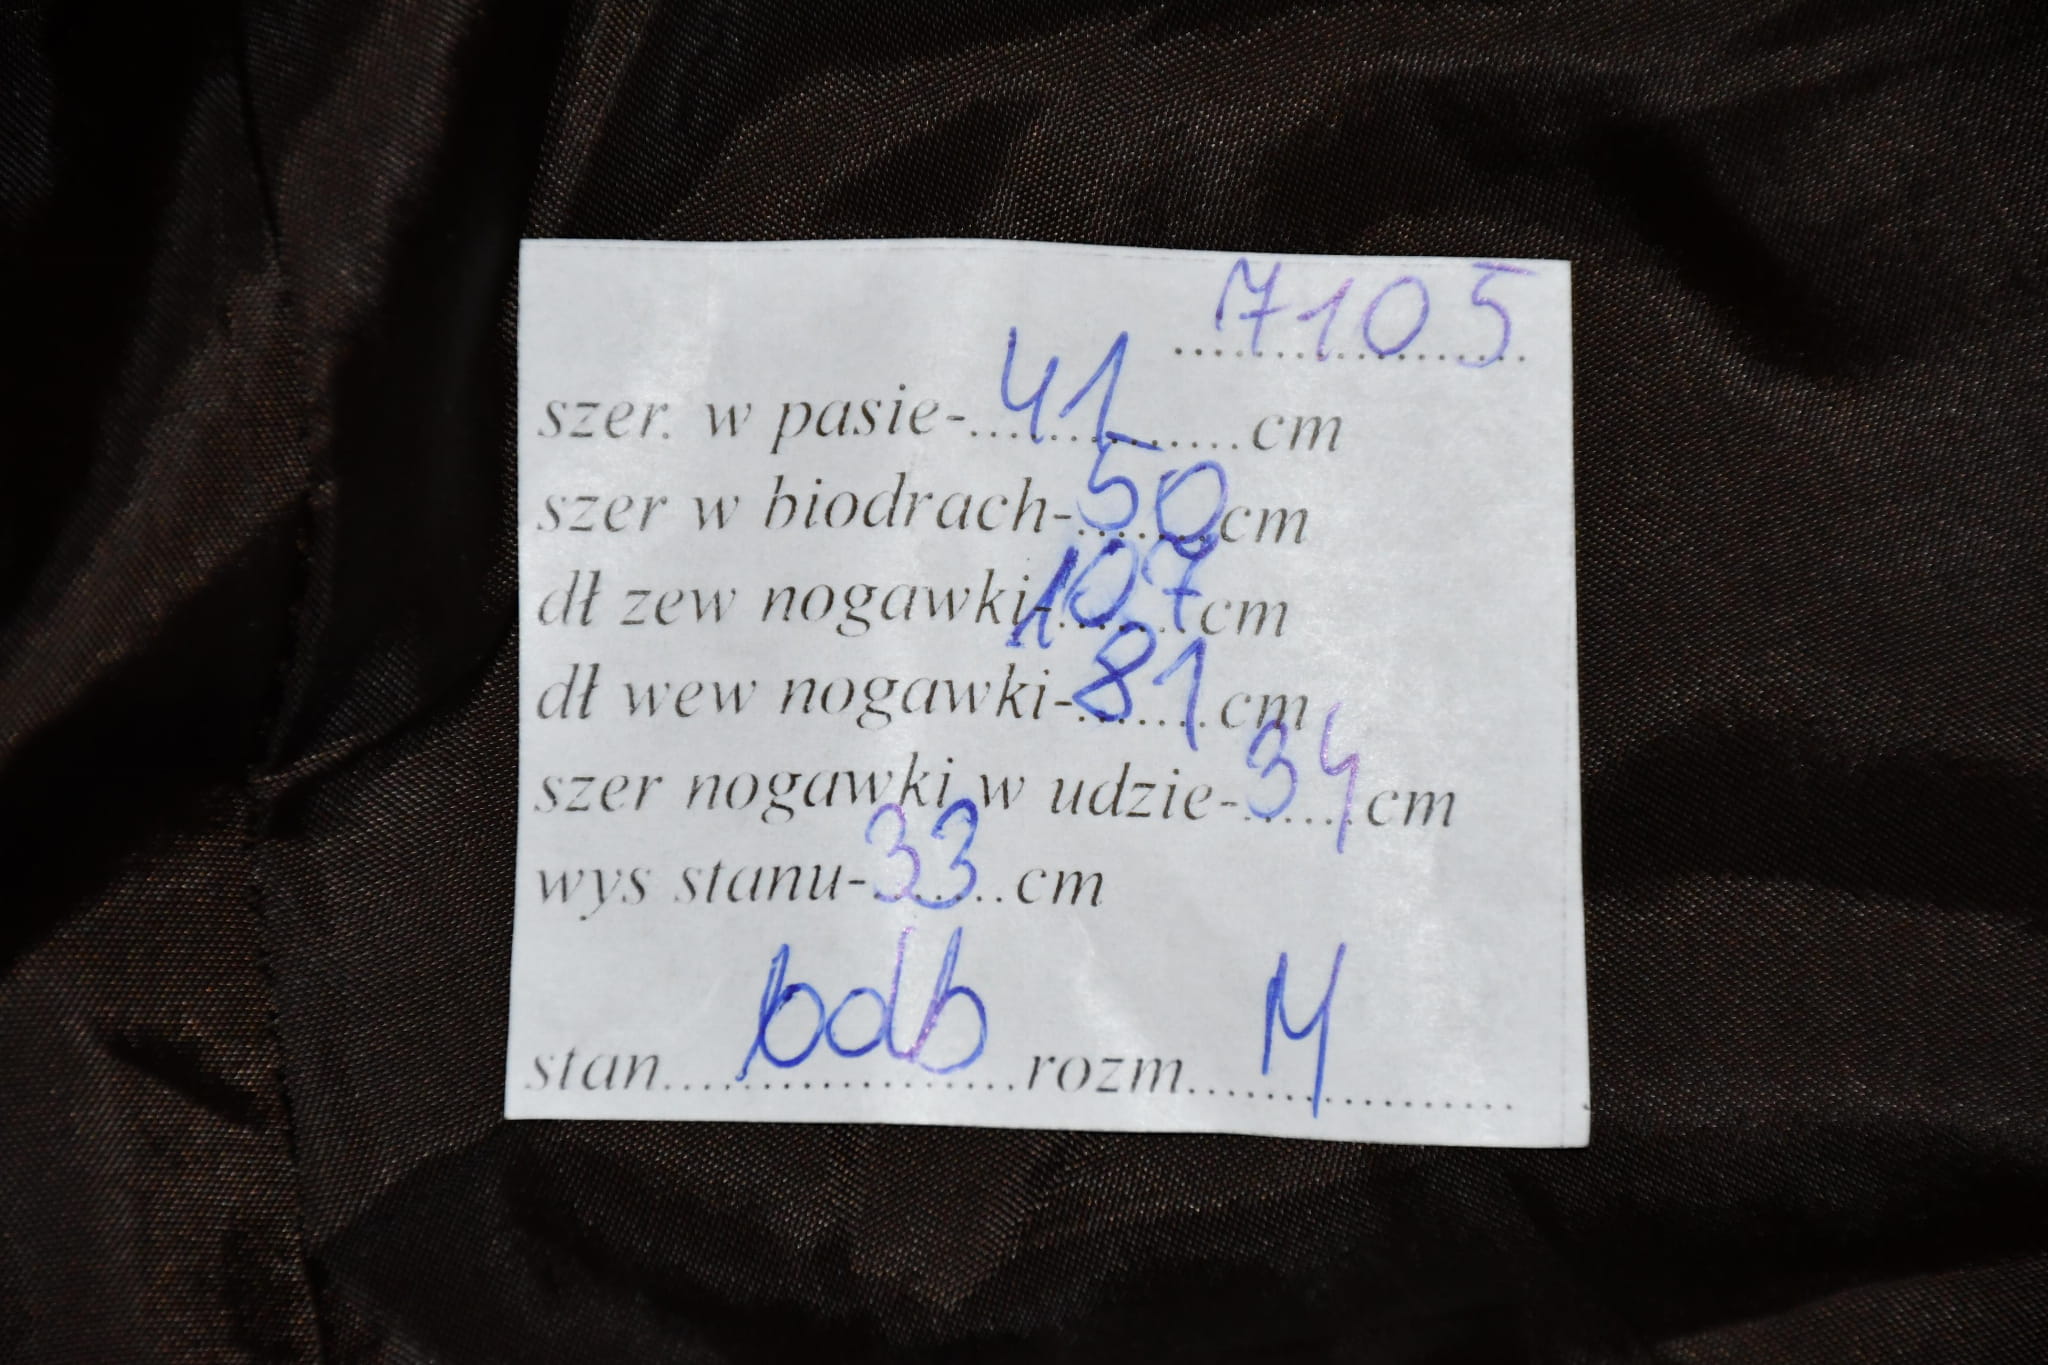 7105
szer. w pasie-41cm
szer w biodrach-50cm
dł zew nogawki-107cm
dł wew nogawki-81cm
szer nogawki w udzie-34cm
wys stanu-33cm
stan bdb rozm M